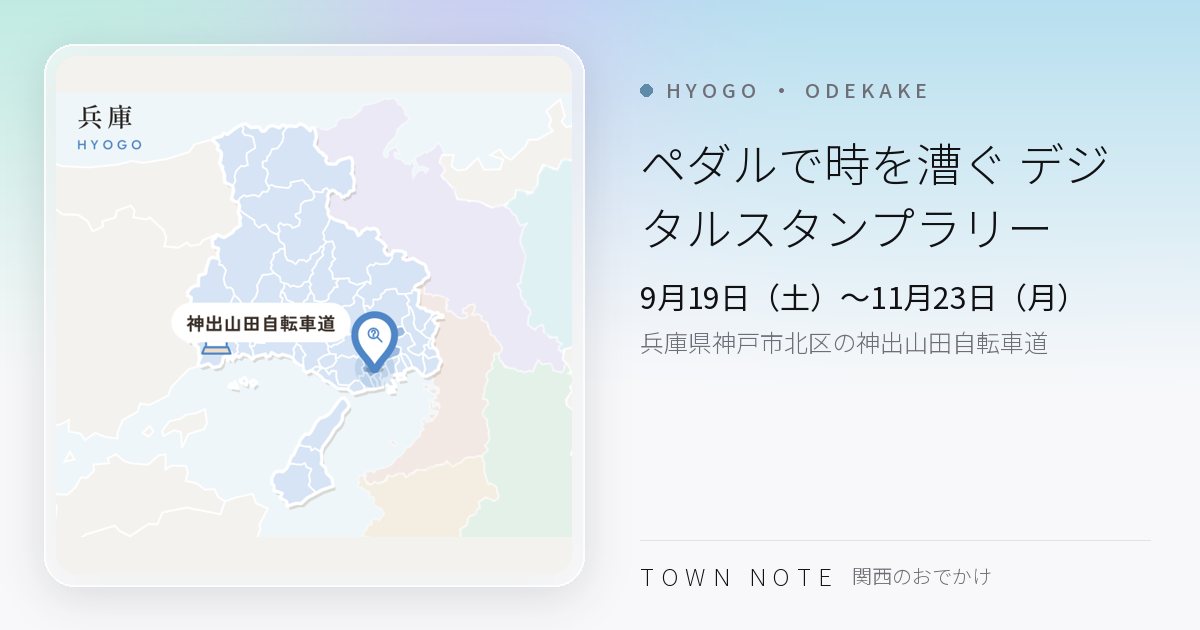 兵庫
HYOGO
神出山田自転車道
HYOGO ・ ODEKAKE
ペダルで時を漕ぐ デジ
タルスタンプラリー
9月19日（土）〜11月23日（月）
兵庫県神戸市北区の神出山田自転車道
TOWN NOTE 関西のおでかけ